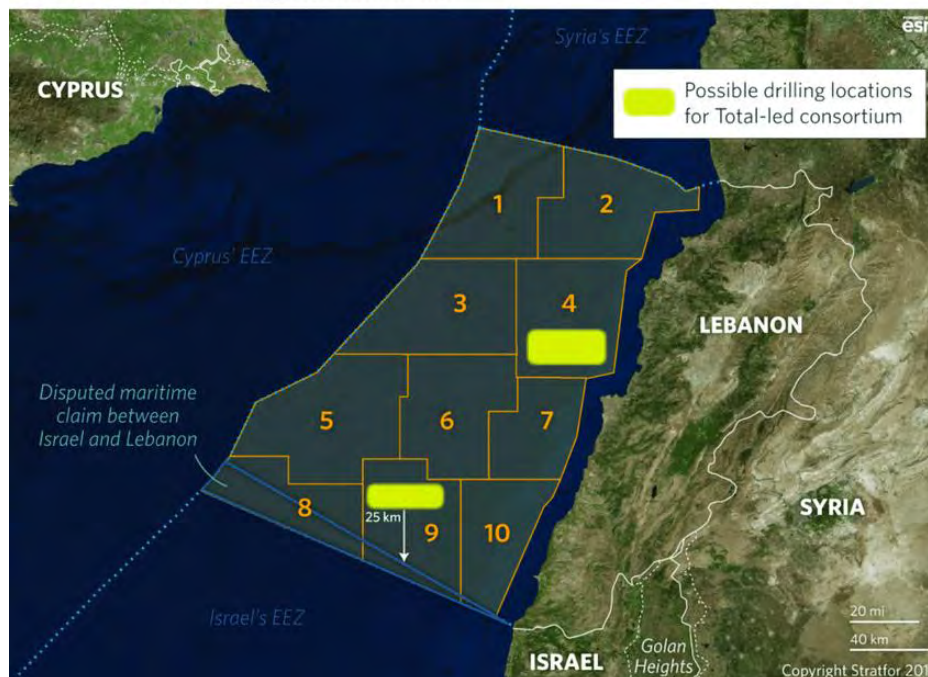 Syria's EEZ
esri
CYPRUS
Possible drilling locations
for Total-led consortium
1
2
Cyprus' EEZ
3
4
LEBANON
Disputed maritime
claim between
Israel and Lebanon
5
6
7
8
25 km
9
10
SYRIA
Israel's EEZ
20 mi
40 km
ISRAEL
Golan
Heights
Copyright Stratfor 201